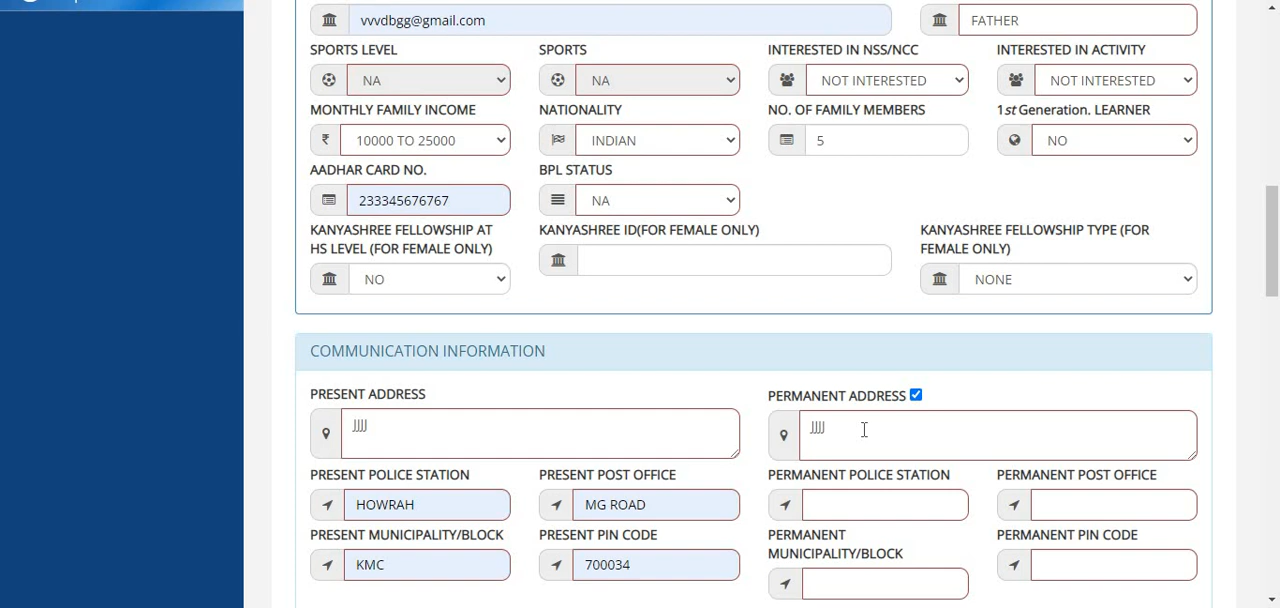 vvvdbgg@gmail.com
FATHER
SPORTS LEVEL
SPORTS
INTERESTED IN NSS/NCC
INTERESTED IN ACTIVITY
NA
NA
NOT INTERESTED
NOT INTERESTED
MONTHLY FAMILY INCOME
NATIONALITY
NO. OF FAMILY MEMBERS
1st Generation. LEARNER
₹ 10000 TO 25000
INDIAN
5
NO
AADHAR CARD NO.
BPL STATUS
233345676767
NA
KANYASHREE FELLOWSHIP AT
HS LEVEL (FOR FEMALE ONLY)
KANYASHREE ID(FOR FEMALE ONLY)
KANYASHREE FELLOWSHIP TYPE (FOR
FEMALE ONLY)
NO
NONE
COMMUNICATION INFORMATION
PRESENT ADDRESS
PERMANENT ADDRESS
JJJJ
JJJJ
PRESENT POLICE STATION
PRESENT POST OFFICE
PERMANENT POLICE STATION
PERMANENT POST OFFICE
HOWRAH
MG ROAD
PRESENT MUNICIPALITY/BLOCK
PRESENT PIN CODE
PERMANENT
MUNICIPALITY/BLOCK
PERMANENT PIN CODE
KMC
700034